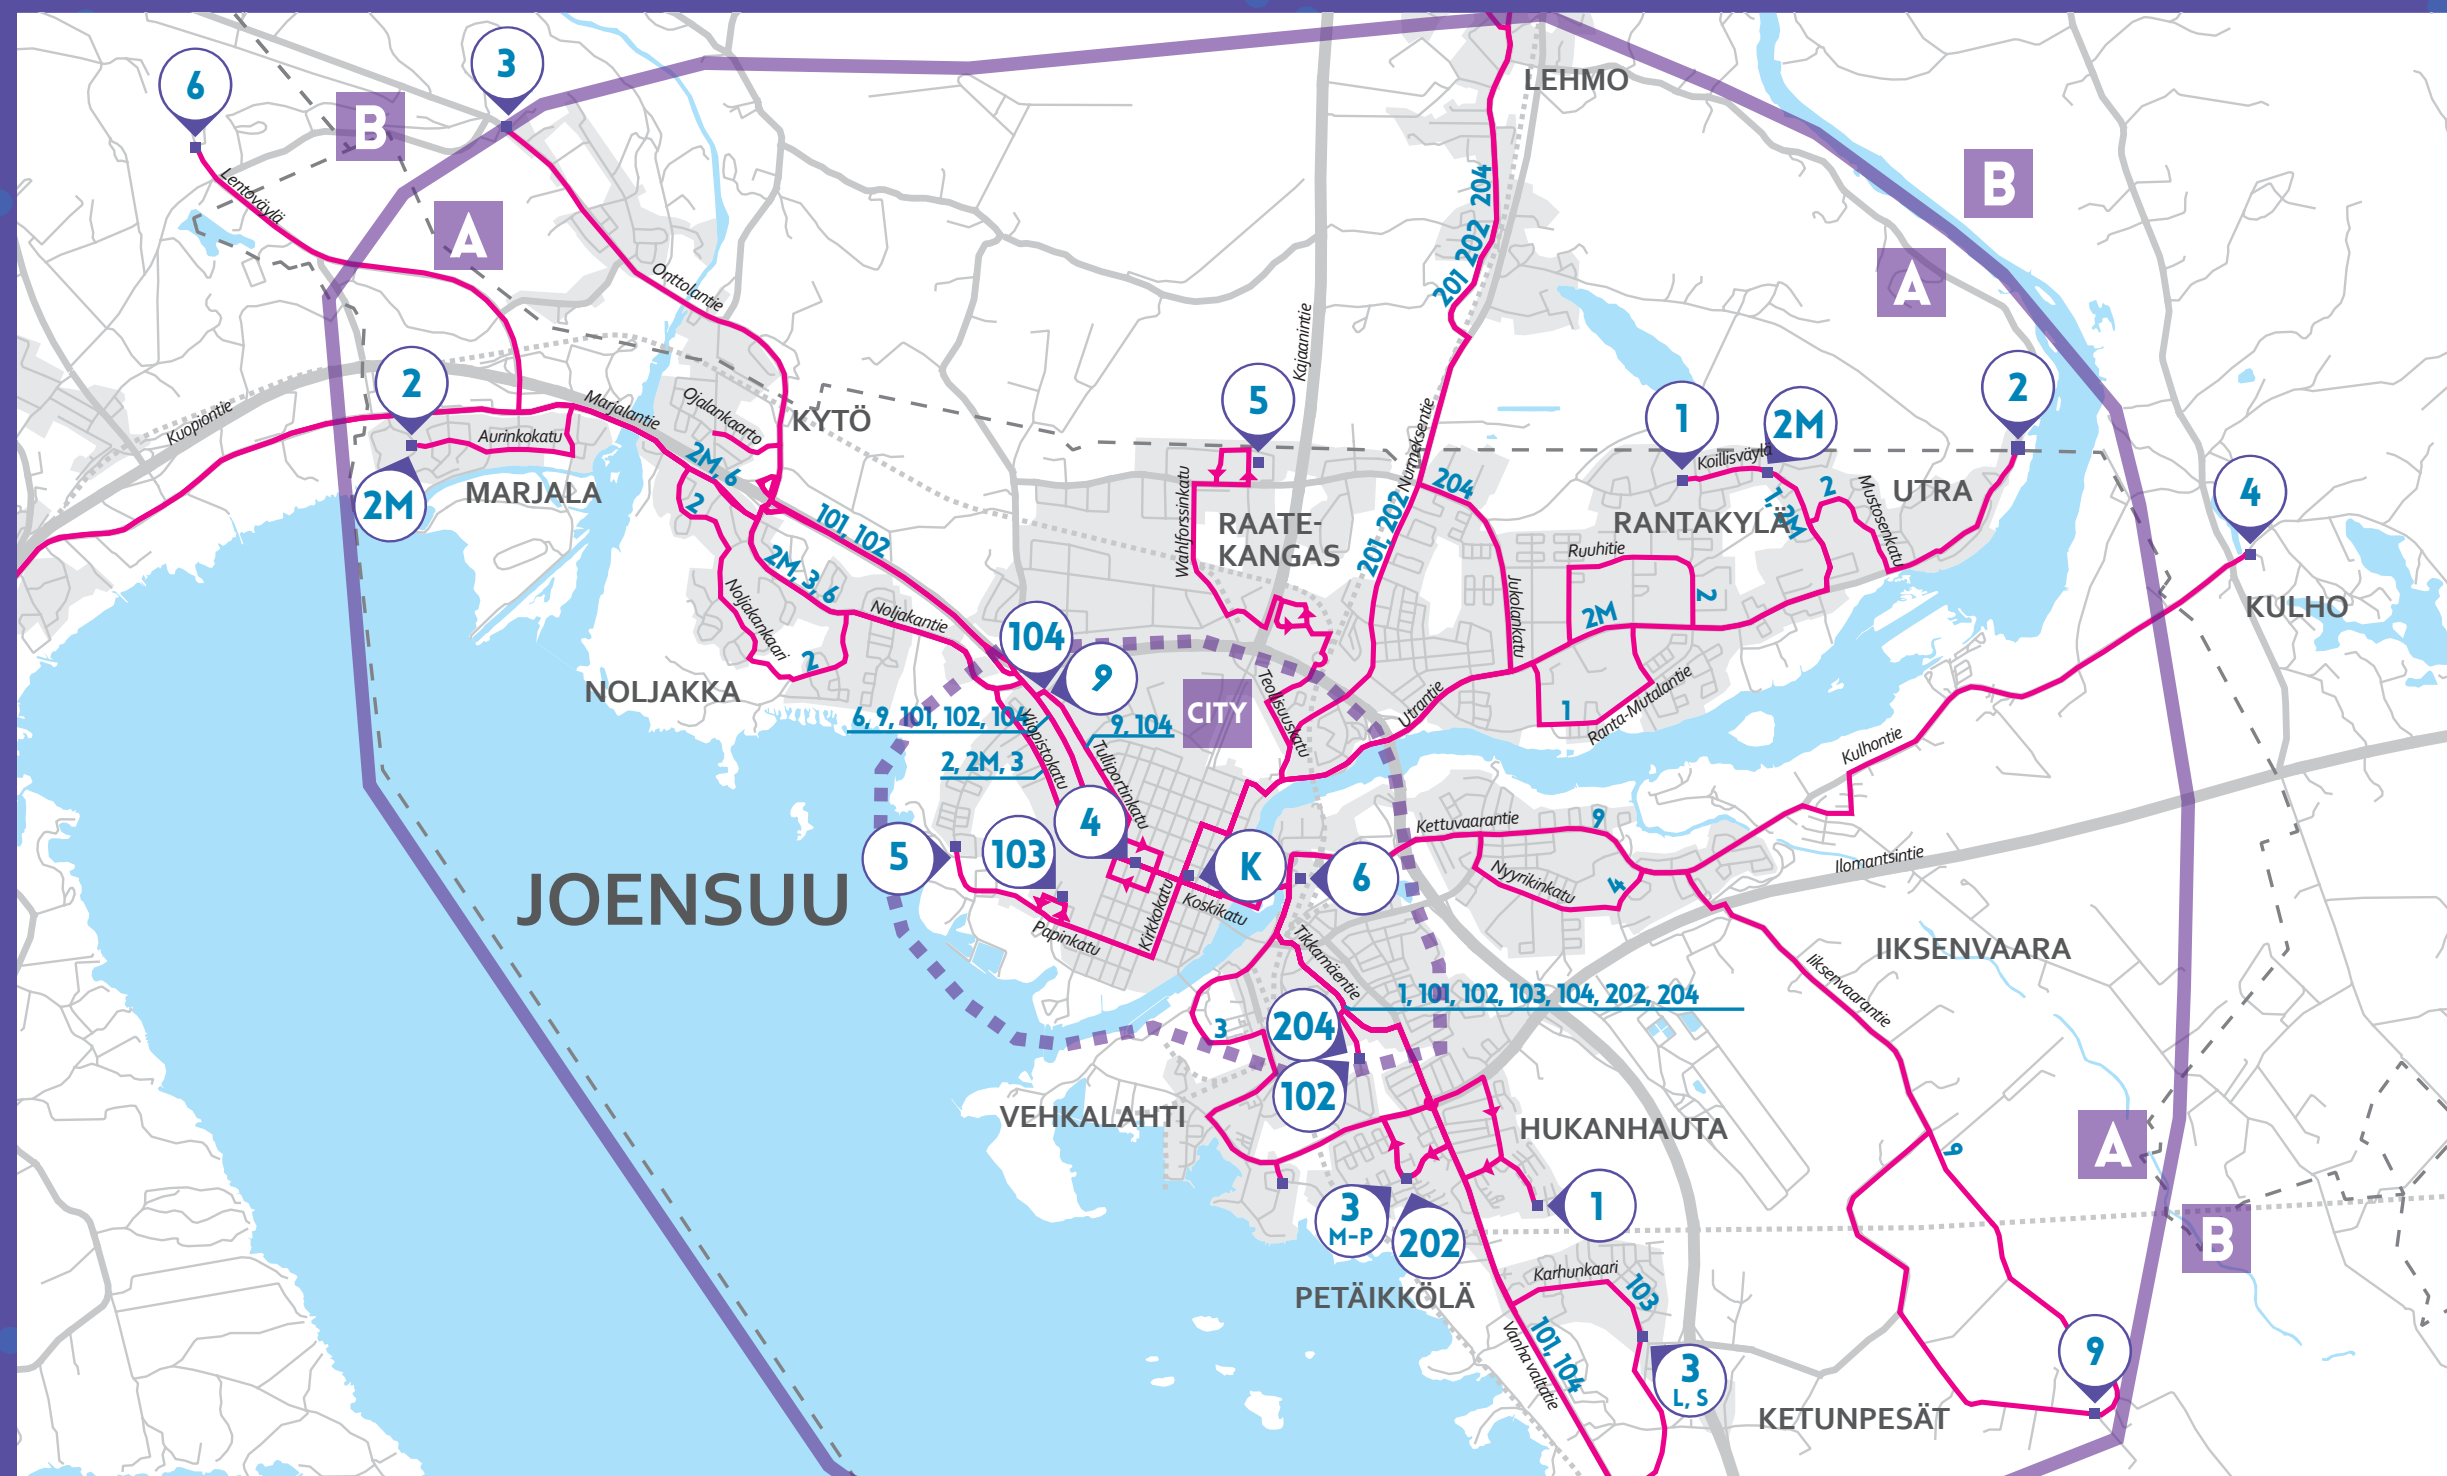 3
6
LEHMO
B
B
Lentoväylä
204
A
202
A
Onttolantie
201
Kajaanintie
2
5
2
Kuopiontie
Marjalantie
Ojalankaarto
KYTÖ
Nurmeksentie
1
2M
Aurinkokatu
Koillisväylä
2M, 6
2M
MARJALA
2
204
1, 2M
2
Mustosenkatu
UTRA
4
101, 102
Wahlforssinkatu
RAATE-
KANGAS
201, 202
RANTAKYLÄ
Ruuhitie
2M, 3, 6
Noljakankaari
Noljakantie
Jukolankatu
2M
2
KULHO
104
9
2
NOLJAKKA
Teollisuuskatu
CITY
Utrantie
1
Ranta-Mutalantie
6, 9, 101, 102, 104
9, 104
Yliopistokatu
2, 2M, 3
Tulliportinkatu
Kulhontie
4
Kettuvaarantie
9
5
103
K
6
Nyyrikinkatu
4
Ilomantsintie
JOENSUU
Kirkkokatu
Koskikatu
Papinkatu
Tikkamäentie
IIKSENVAARA
Iiksenvaarantie
1, 101, 102, 103, 104, 202, 204
3
204
102
VEHKALAHTI
HUKANHAUTA
A
9
3
M-P
202
1
B
Karhunkaari
PETÄIKKÖLÄ
103
Vanha valtatie
101, 104
3
L, S
9
KETUNPESÄT